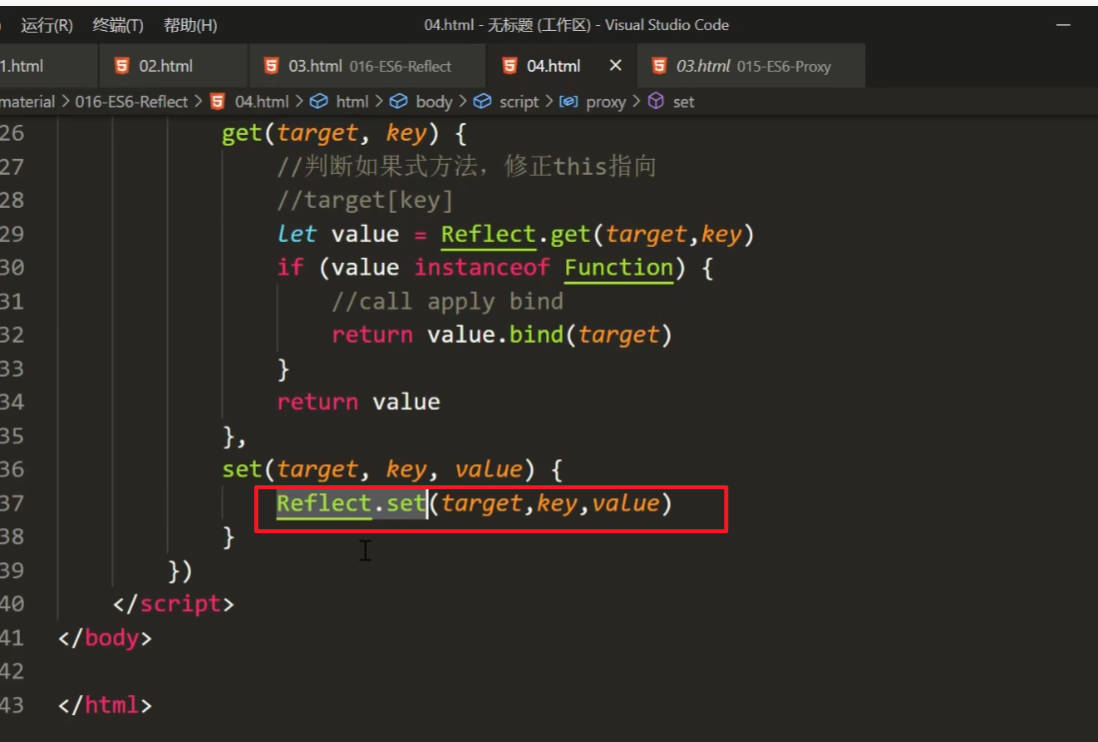 运行(R) 终端(T) 帮助(H) 04.html - 无标题 (工作区) - Visual Studio Code
1.html 02.html 03.html 016-ES6-Reflect 04.html 03.html 015-ES6-Proxy
material > 016-ES6-Reflect > 04.html > html > body > script > proxy > set
26 get(target, key) {
27 //判断如果式方法，修正this指向
28 //target[key]
29 let value = Reflect.get(target,key)
30 if (value instanceof Function) {
31 //call apply bind
32 return value.bind(target)
33 }
34 return value
35 },
36 set(target, key, value) {
37 Reflect.set(target,key,value)
38 }
39 })
40 </script>
41 </body>
42
43 </html>